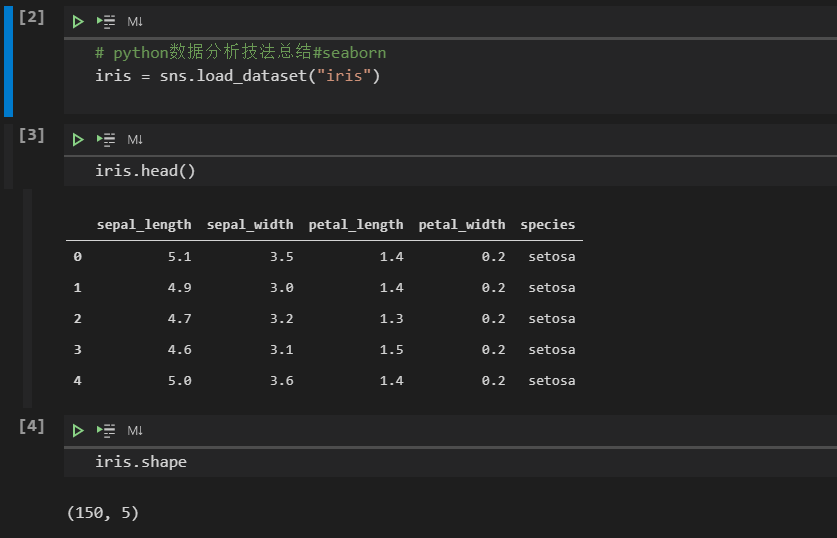 [2]
M↓
# python数据分析技法总结#seaborn
iris = sns.load_dataset("iris")
[3]
M↓
iris.head()
sepal_length sepal_width petal_length petal_width species
0 5.1 3.5 1.4 0.2 setosa
1 4.9 3.0 1.4 0.2 setosa
2 4.7 3.2 1.3 0.2 setosa
3 4.6 3.1 1.5 0.2 setosa
4 5.0 3.6 1.4 0.2 setosa
[4]
M↓
iris.shape
(150, 5)